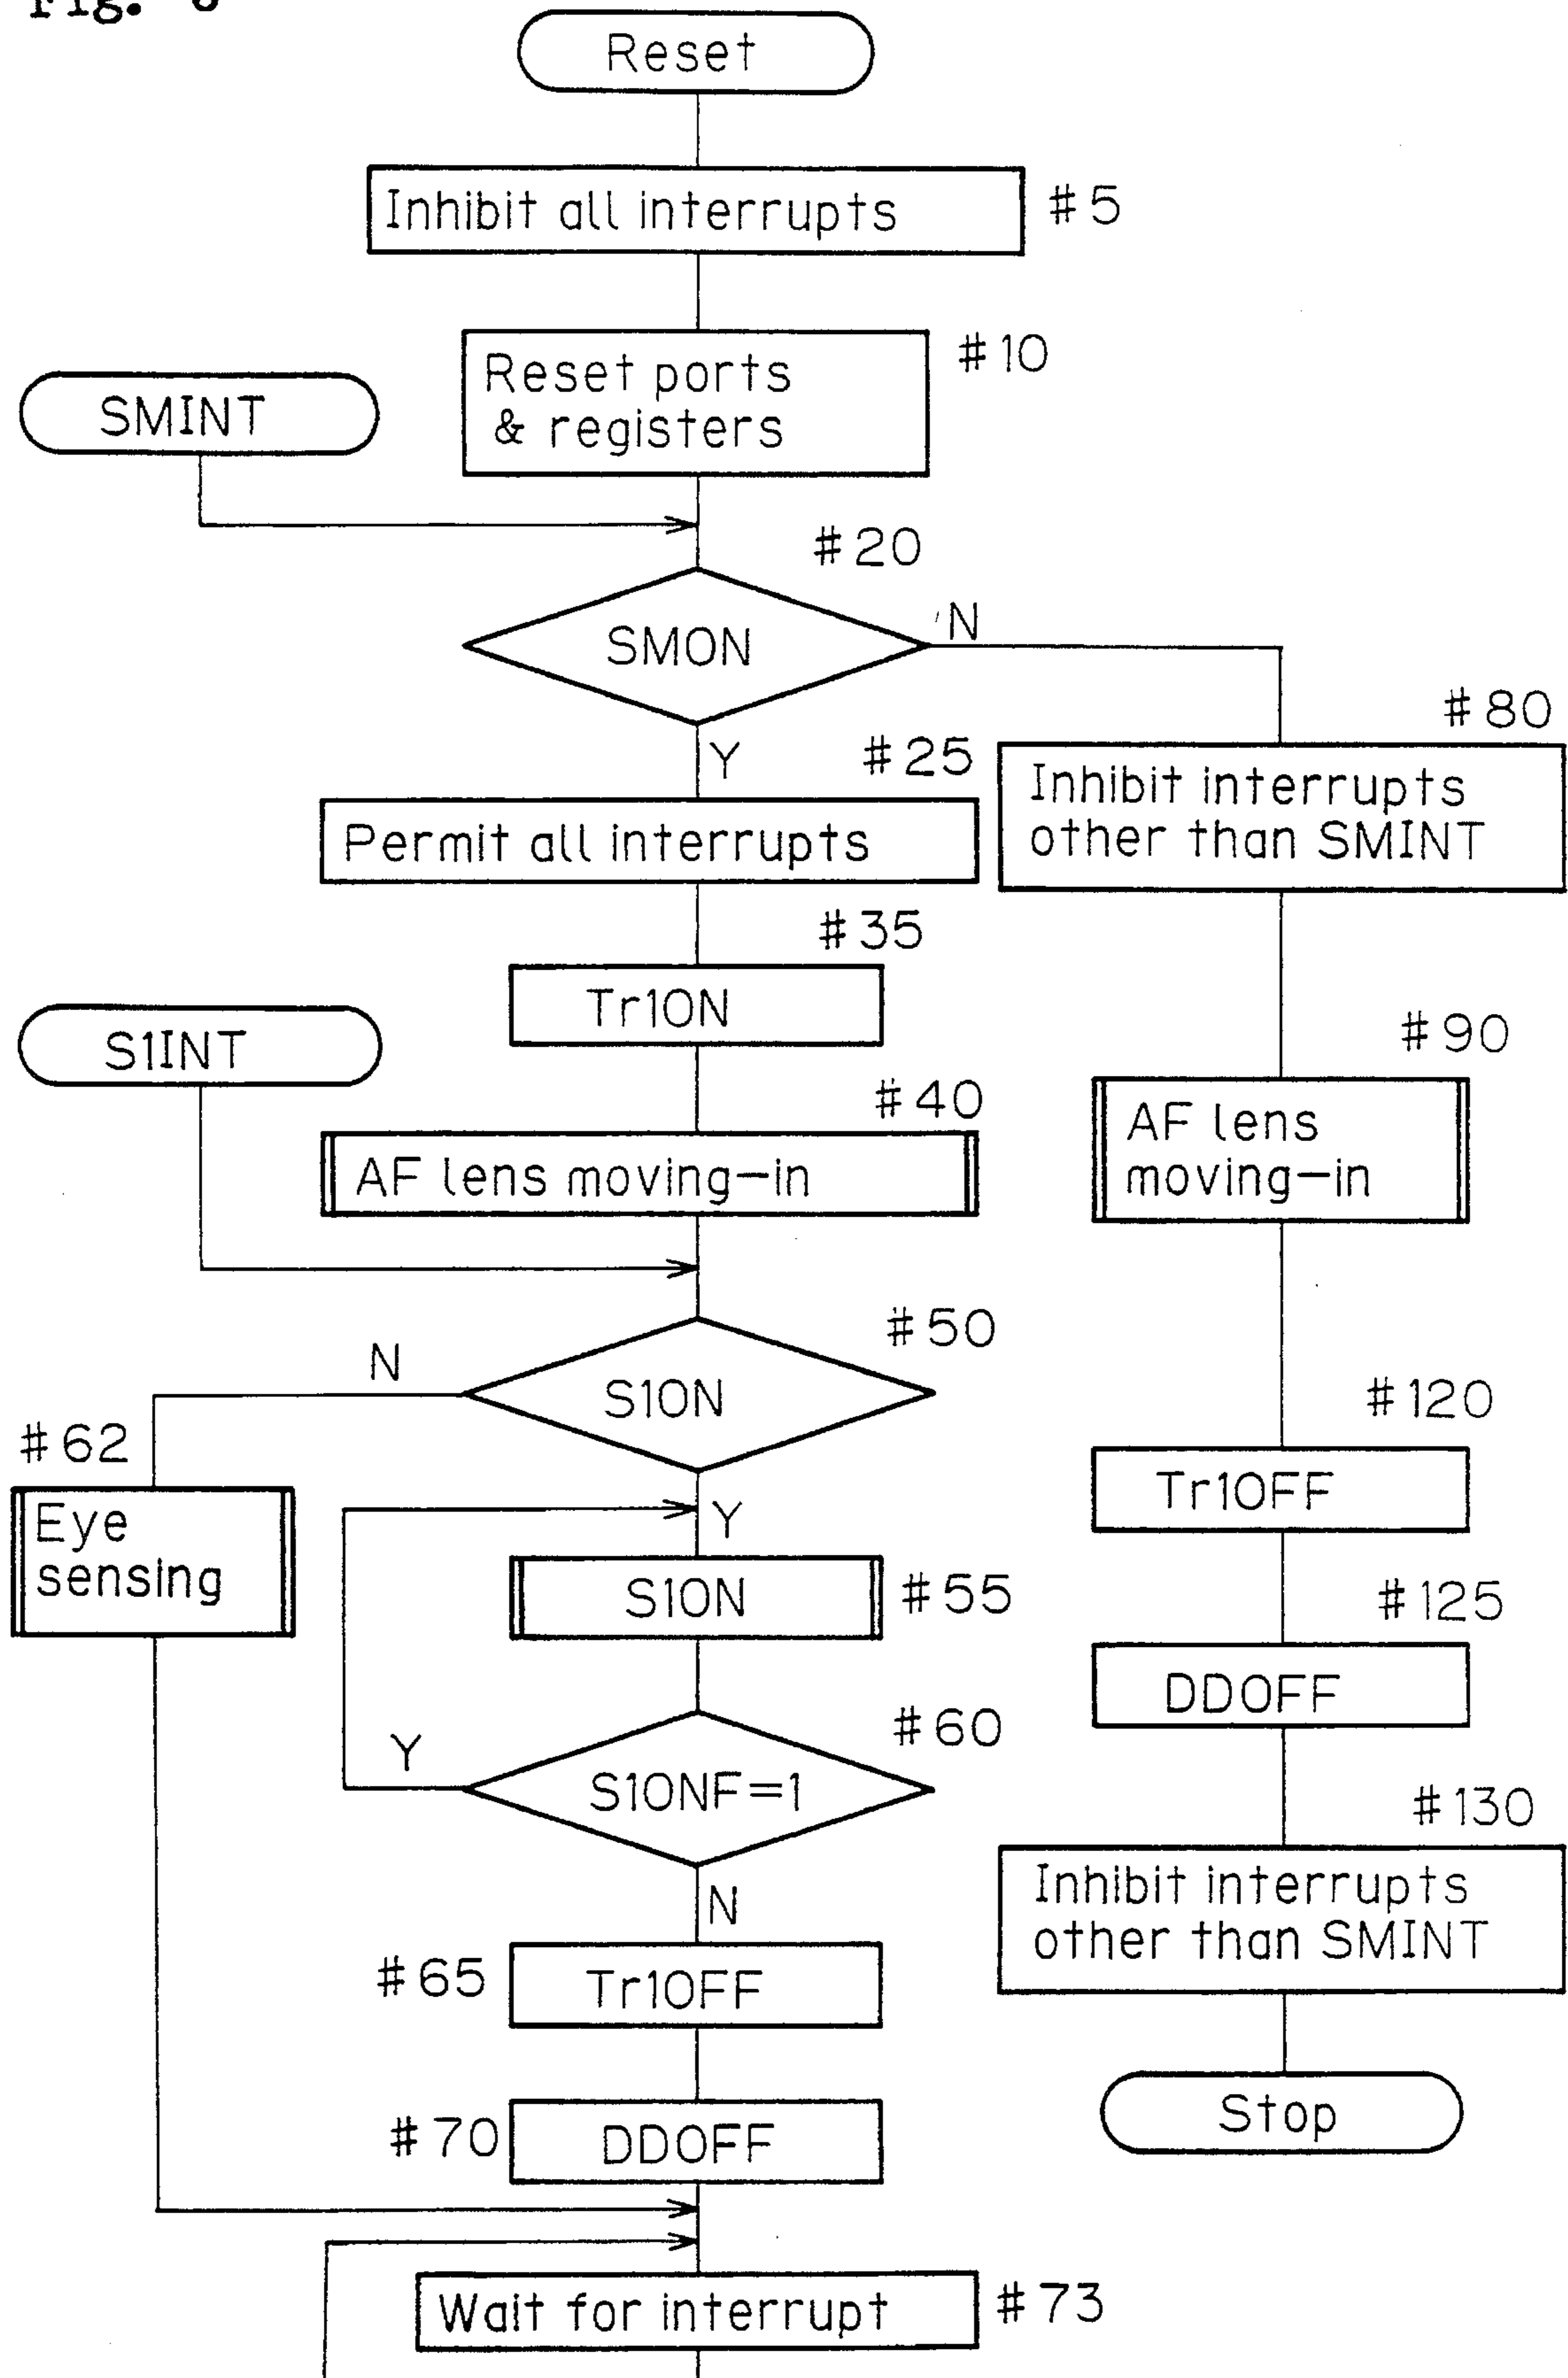 Fig.
Reset
Inhibit all interrupts
#5
Reset ports
& registers
#10
SMINT
#20
SMON
N
Y
#25
Permit all interrupts
#80
Inhibit interrupts
other than SMINT
#35
Tr1ON
S1INT
#40
AF lens moving-in
#90
AF lens
moving-in
#50
S1ON
N
Y
#62
Eye
sensing
S1ON
#55
#60
S1ONF=1
Y
N
#65
Tr1OFF
#70
DDOFF
#120
Tr1OFF
#125
DDOFF
#130
Inhibit interrupts
other than SMINT
Stop
Wait for interrupt
#73